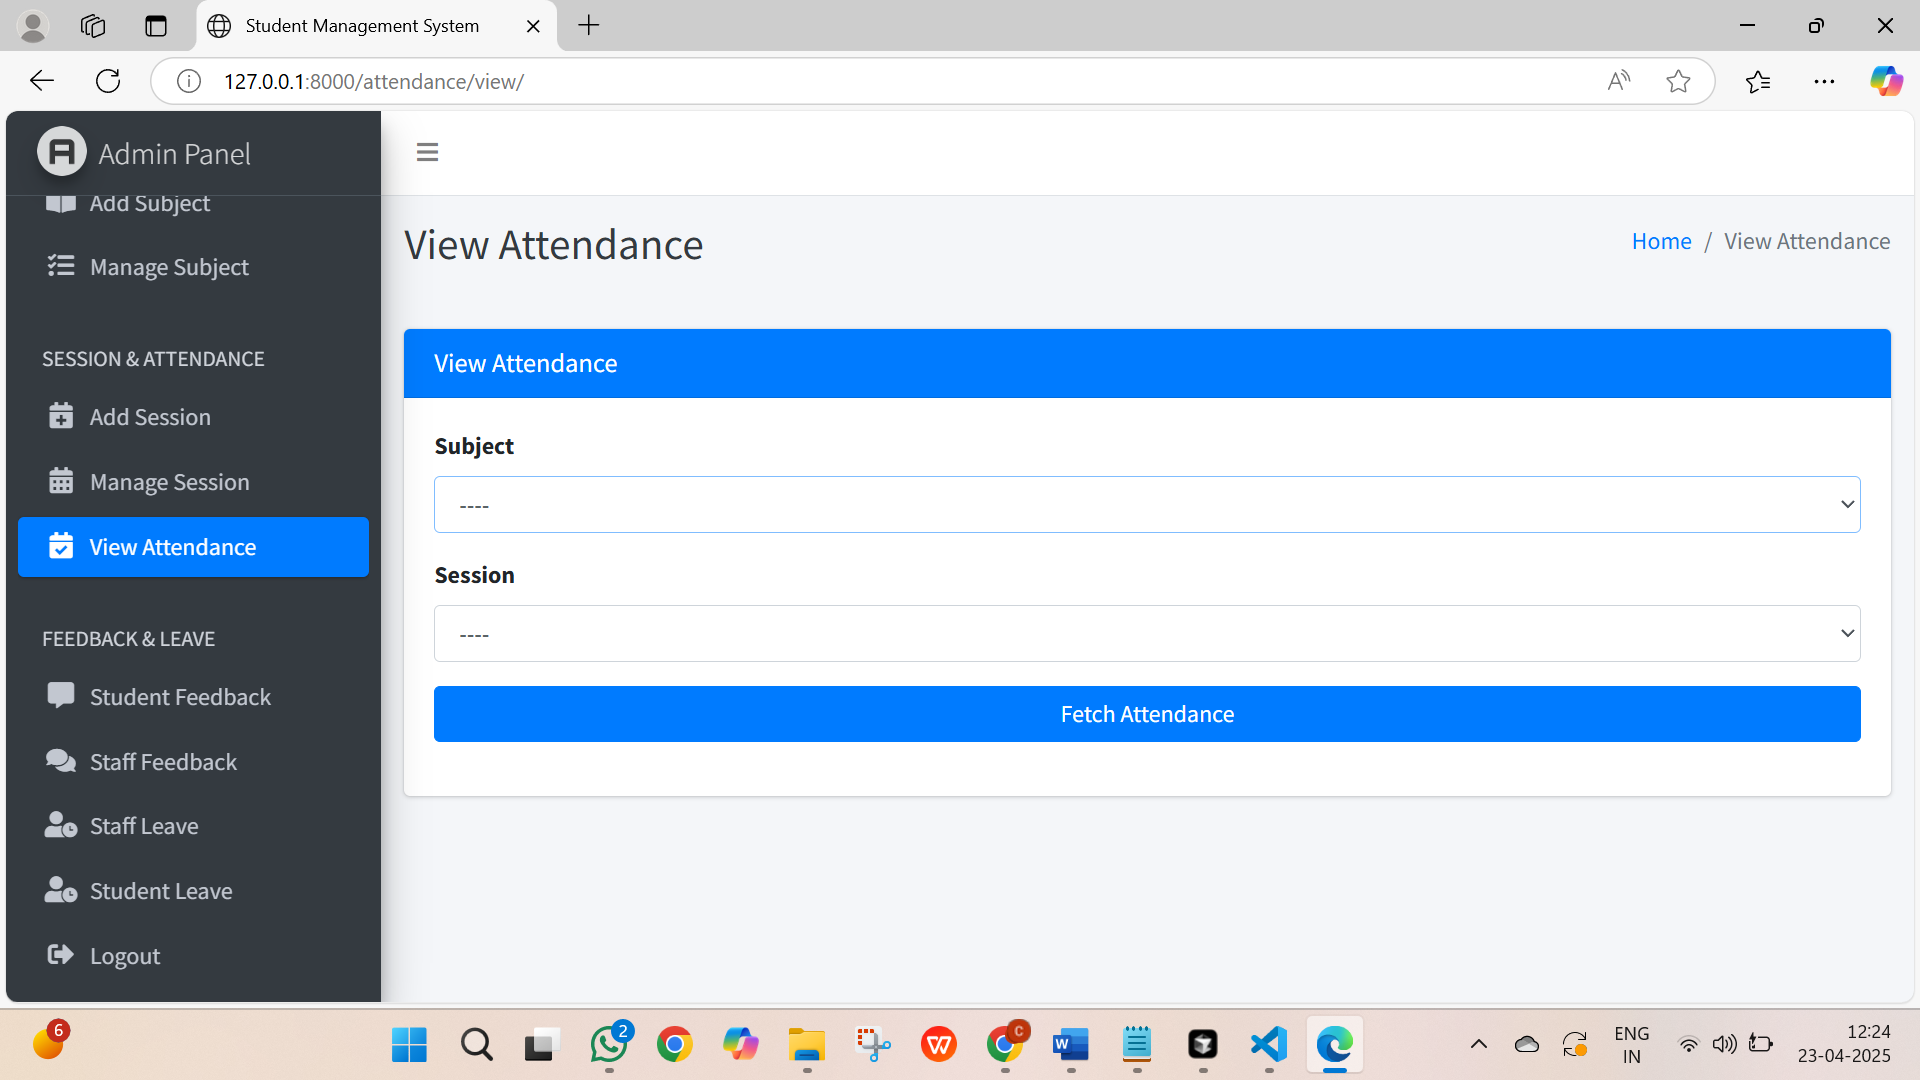 Student Management System
127.0.0.1:8000/attendance/view/
Admin Panel
Add Subject
Manage Subject
SESSION & ATTENDANCE
Add Session
Manage Session
View Attendance
FEEDBACK & LEAVE
Student Feedback
Staff Feedback
Staff Leave
Student Leave
Logout
View Attendance
Home / View Attendance
View Attendance
Subject
----
Session
----
Fetch Attendance
6
2
C
W
ENG
IN
12:24
23-04-2025